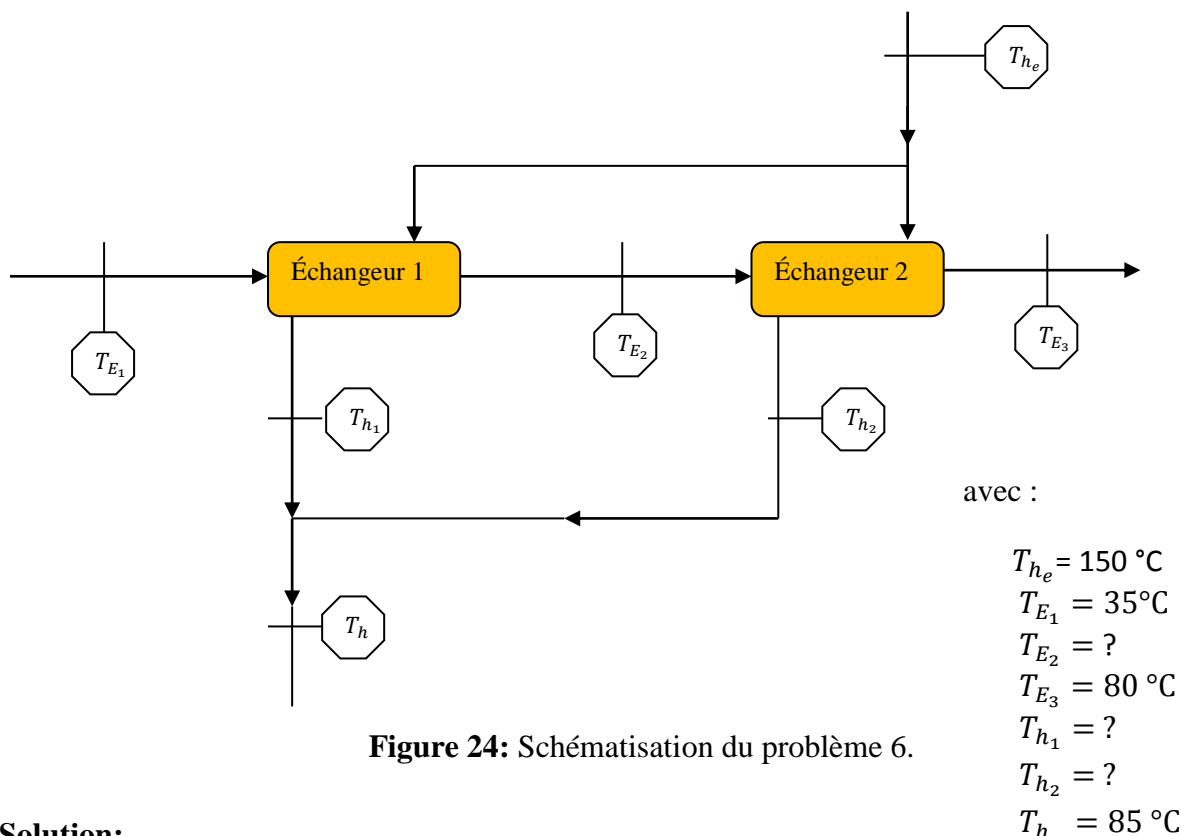 T_{h_e}
Échangeur 1
Échangeur 2
T_{E_1}
T_{E_2}
T_{E_3}
T_{h_1}
T_{h_2}
T_h
avec :
T_{h_e}= 150 °C
T_{E_1} = 35°C
T_{E_2} = ?
T_{E_3} = 80 °C
T_{h_1} = ?
T_{h_2} = ?
T_h = 85 °C
Figure 24: Schématisation du problème 6.
Solution: